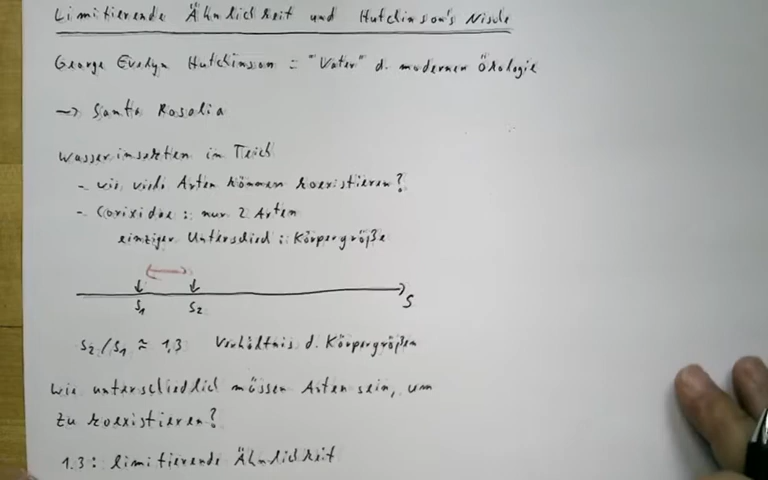 Limitierende Ähnlichkeit und Hutchinson's Nische
George Evelyn Hutchinson = "Vater" d. modernen Ökologie
→ Santa Rosalia
Wasserinsekten im Teich
- wie viele Arten können koexistieren?
- Corixidae: nur 2 Arten
einziger Unterschied: Körpergröße
S1 S2 S
S2/S1 ≈ 1,3 Verhältnis d. Körpergrößen
Wie unterschiedlich müssen Arten sein, um
zu koexistieren?
1.3: limitierende Ähnlichkeit